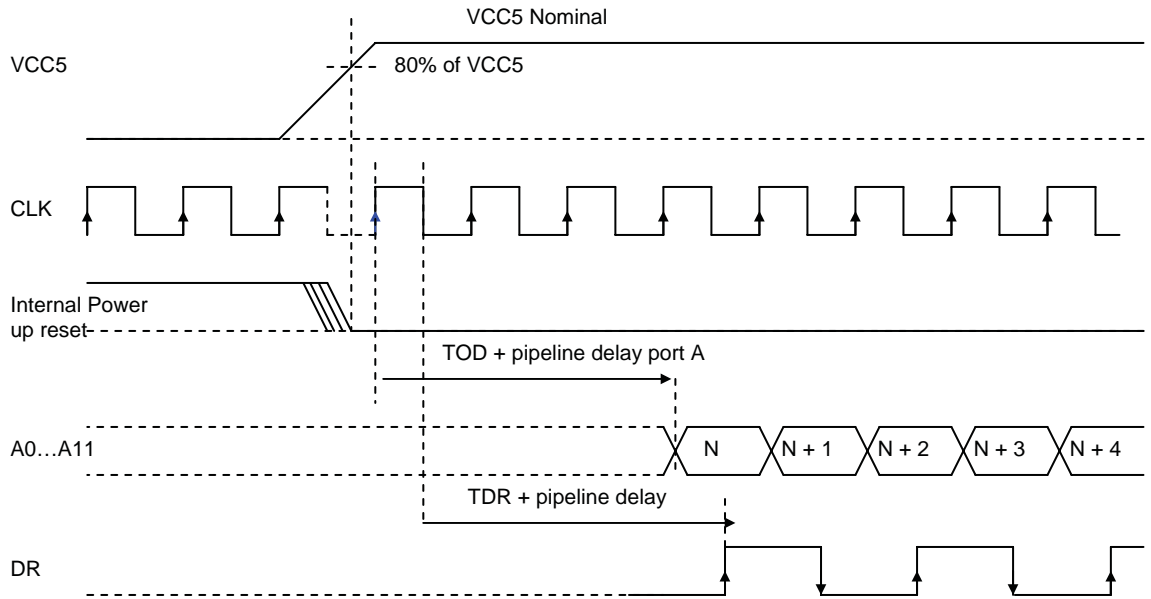 VCC5 Nominal
VCC5
80% of VCC5
CLK
Internal Power
up reset
TOD + pipeline delay port A
A0…A11
N
N + 1
N + 2
N + 3
N + 4
TDR + pipeline delay
DR